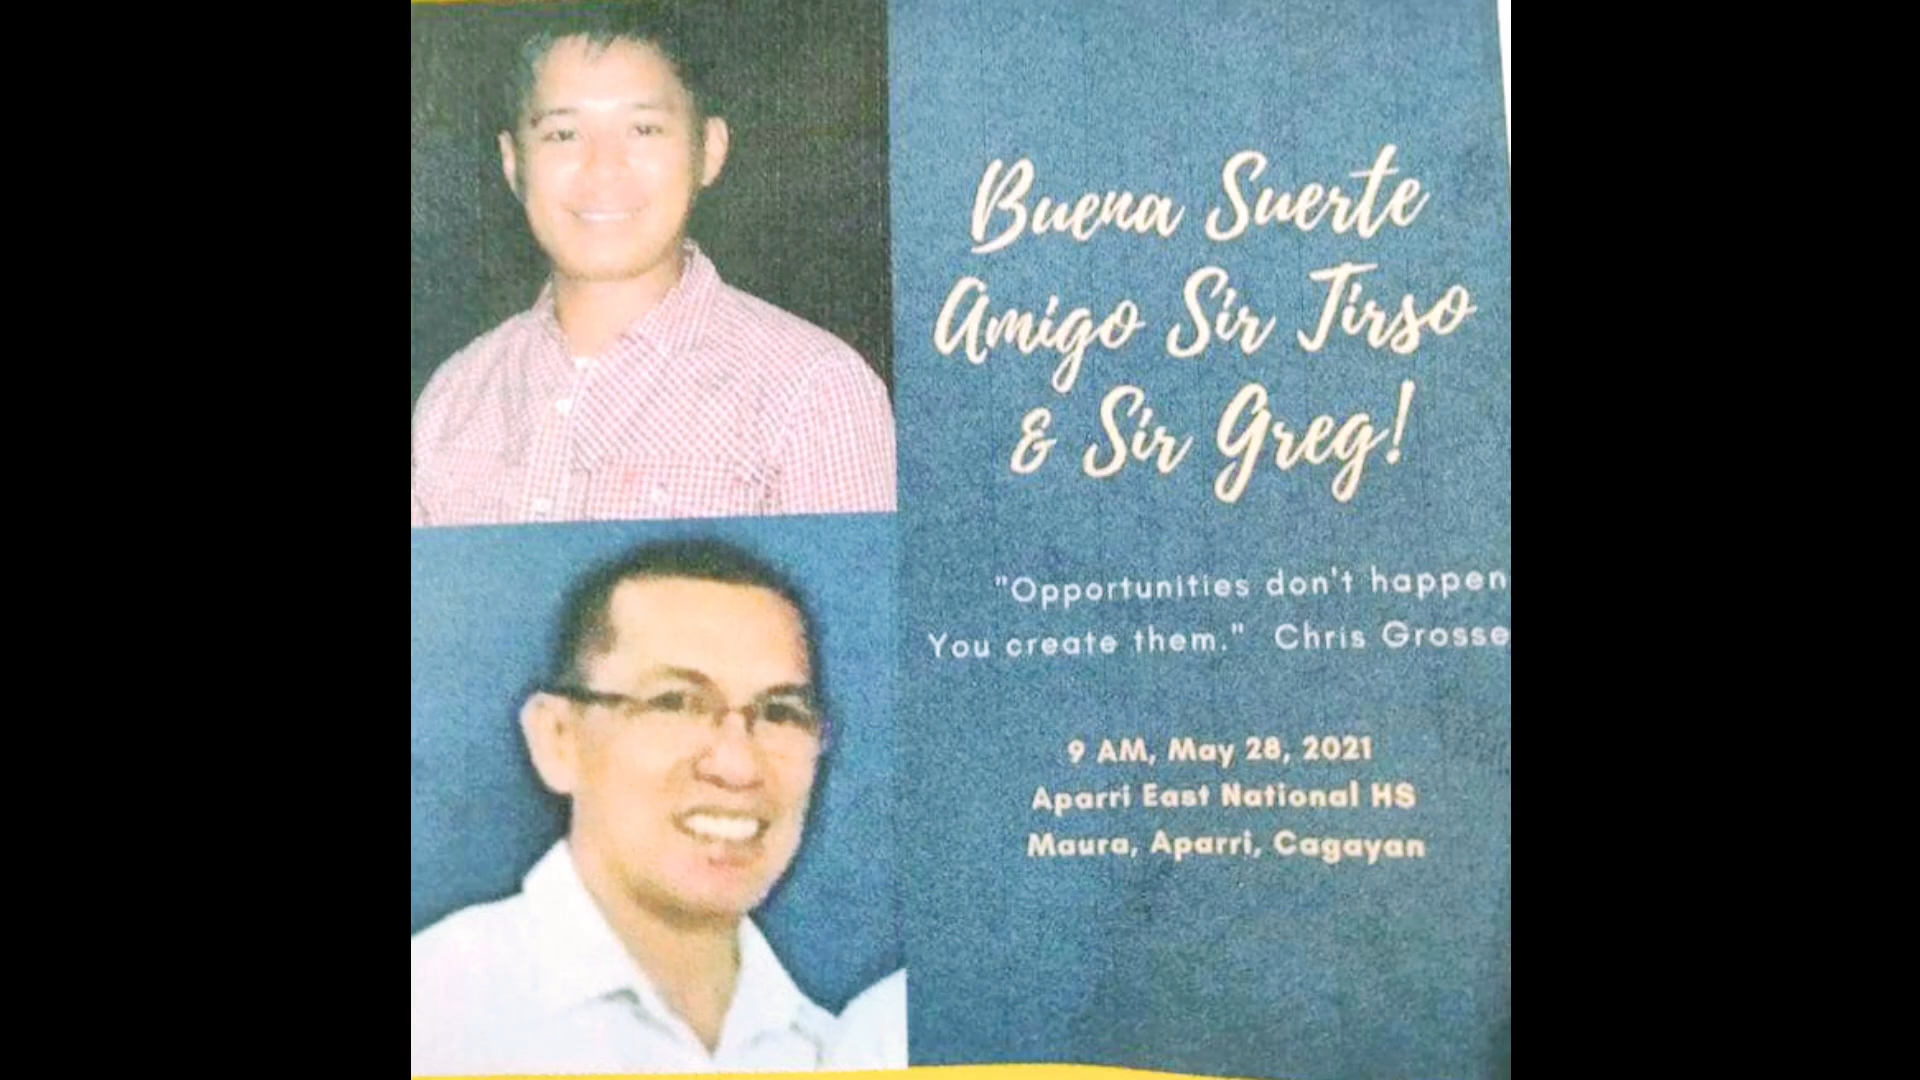 Buena Suerte
Amigo Sir Tirso
& Sir Greg!
"Opportunities don't happen
You create them." Chris Grosse
9 AM, May 28, 2021
Aparri East National HS
Maura, Aparri, Cagayan